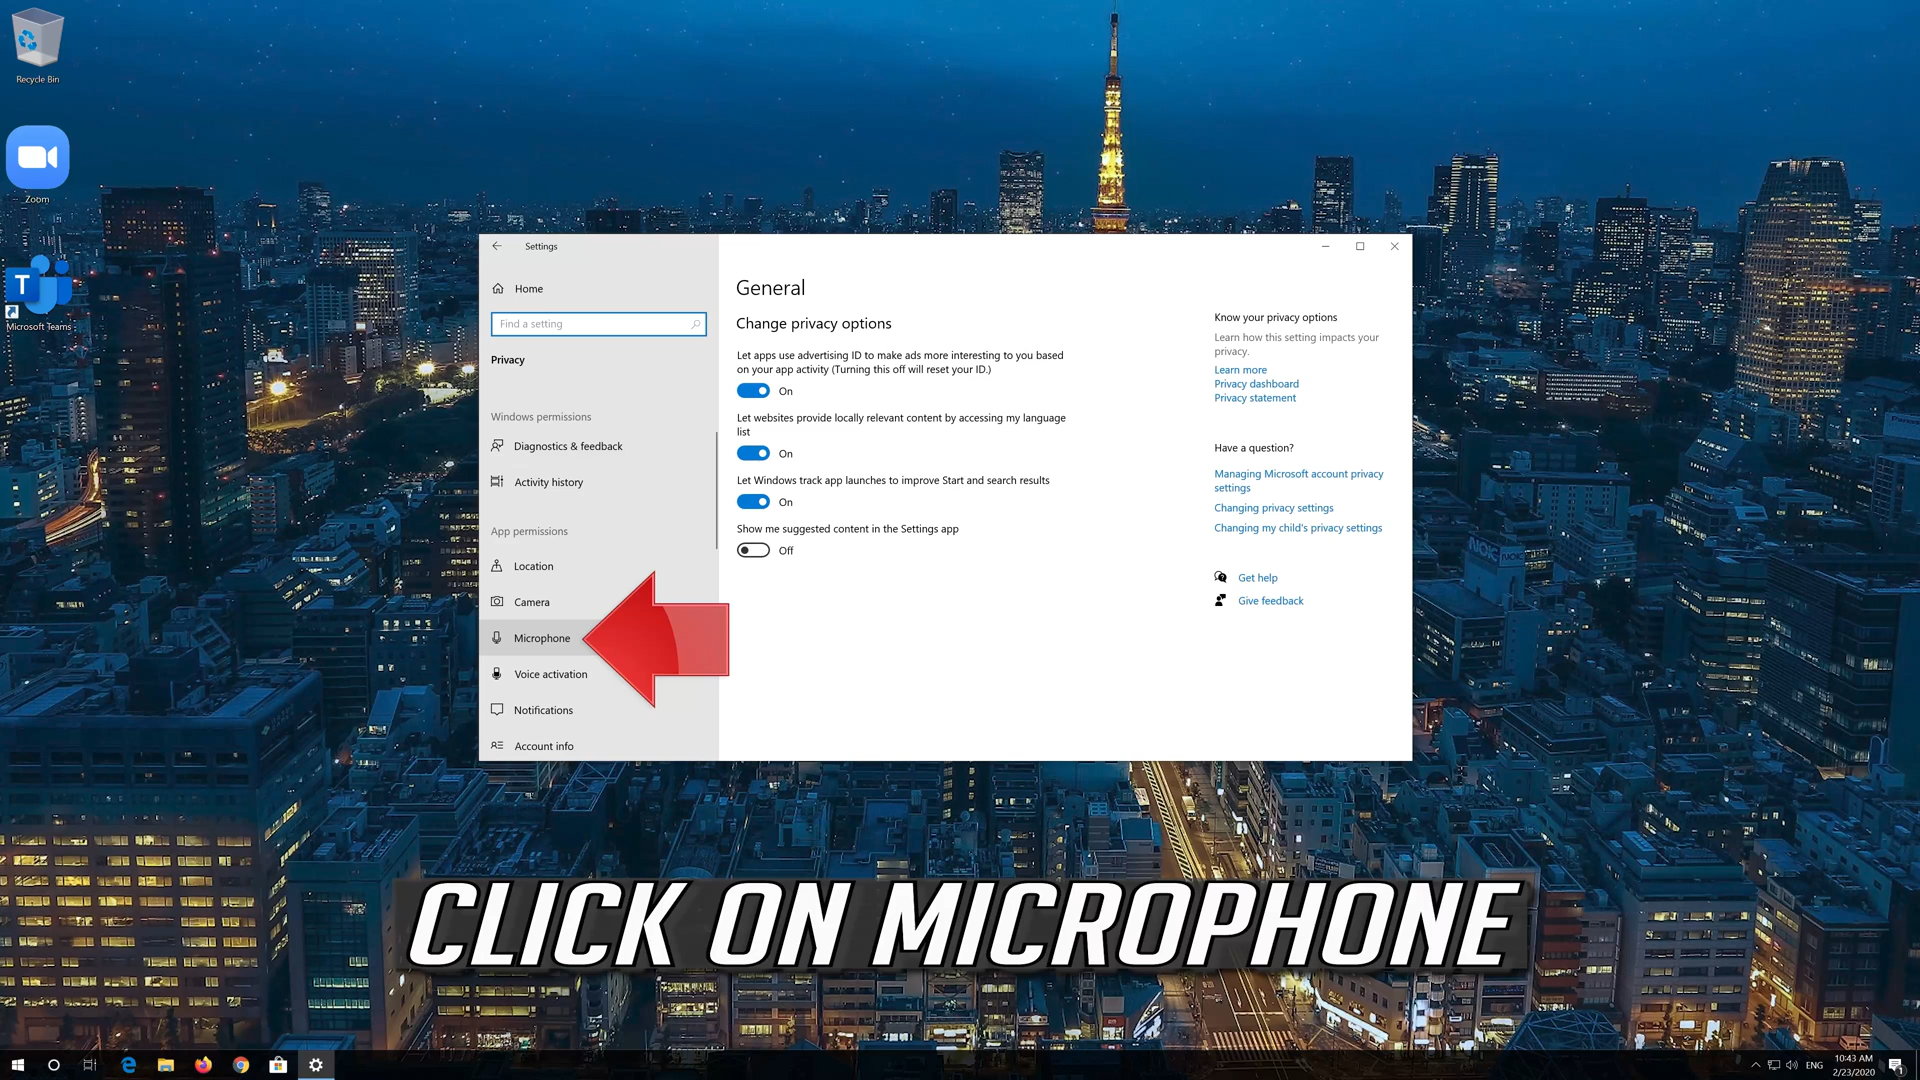 Recycle Bin
Zoom
T
Microsoft Teams
Settings
Home
Find a setting
Privacy
Windows permissions
Diagnostics & feedback
Activity history
App permissions
Location
Camera
Microphone
Voice activation
Notifications
Account info
General
Change privacy options
Let apps use advertising ID to make ads more interesting to you based
on your app activity (Turning this off will reset your ID.)
On
Let websites provide locally relevant content by accessing my language
list
On
Let Windows track app launches to improve Start and search results
On
Show me suggested content in the Settings app
Off
Know your privacy options
Learn how this setting impacts your
privacy.
Learn more
Privacy dashboard
Privacy statement
Have a question?
Managing Microsoft account privacy
settings
Changing privacy settings
Changing my child's privacy settings
Get help
Give feedback
CLICK ON MICROPHONE
ENG
10:43 AM
2/23/2020